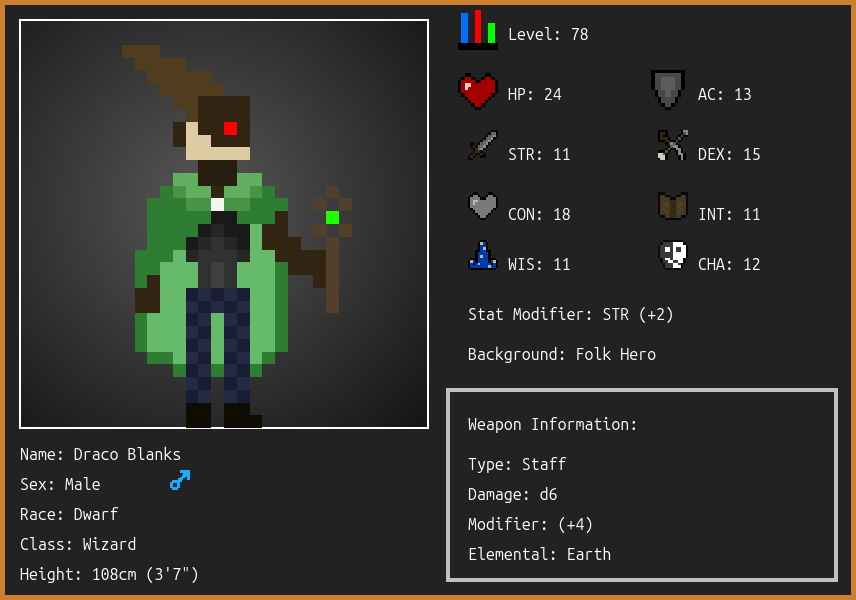 Level: 78
HP: 24
AC: 13
STR: 11
DEX: 15
CON: 18
INT: 11
WIS: 11
CHA: 12
Stat Modifier: STR (+2)
Background: Folk Hero
Weapon Information:
Type: Staff
Damage: d6
Modifier: (+4)
Elemental: Earth
Name: Draco Blanks
Sex: Male
Race: Dwarf
Class: Wizard
Height: 108cm (3'7")